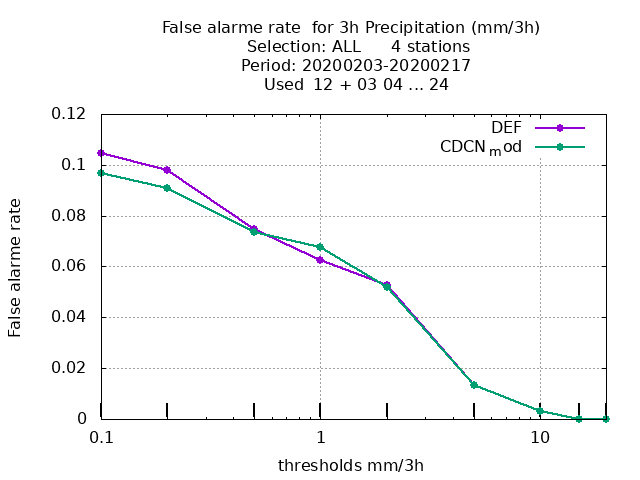 False alarme rate  for 3h Precipitation (mm/3h)
Selection: ALL      4 stations
Period: 20200203-20200217
Used  12 + 03 04 ... 24
0.12
DEF
CDCNmod
0.1
0.08
0.06
0.04
0.02
0
False alarme rate
0.1 1 10
thresholds mm/3h